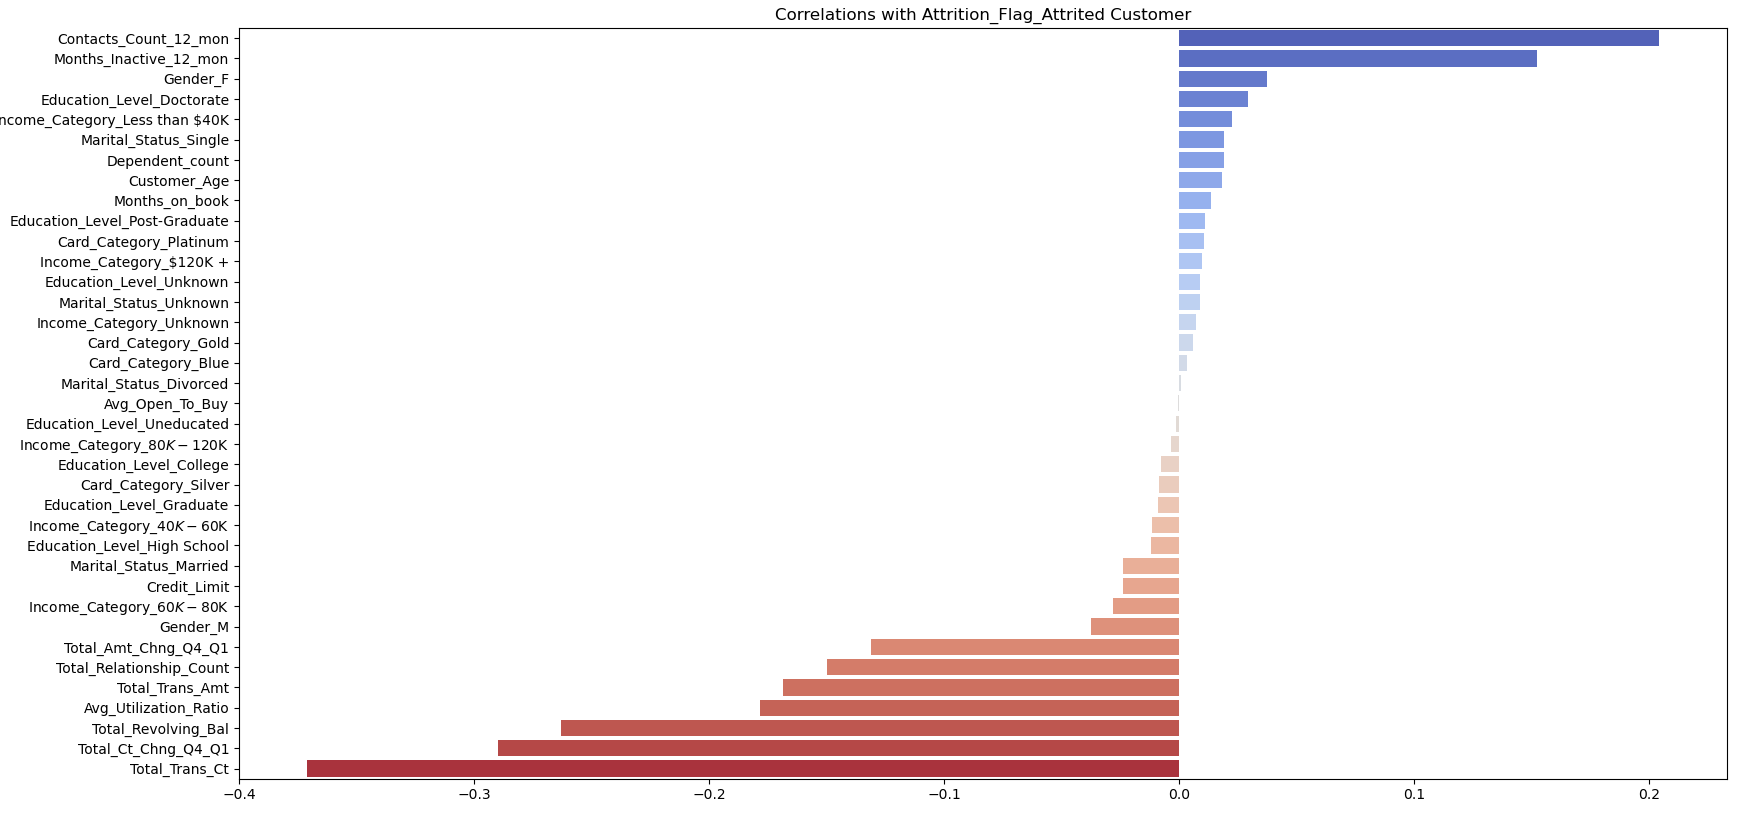 Correlations with Attrition_Flag_Attrited Customer
Contacts_Count_12_mon
Months_Inactive_12_mon
Gender_F
Education_Level_Doctorate
ncome_Category_Less than $40K
Marital_Status_Single
Dependent_count
Customer_Age
Months_on_book
Education_Level_Post-Graduate
Card_Category_Platinum
Income_Category_$120K +
Education_Level_Unknown
Marital_Status_Unknown
Income_Category_Unknown
Card_Category_Gold
Card_Category_Blue
Marital_Status_Divorced
Avg_Open_To_Buy
Education_Level_Uneducated
Income_Category_80K − 120K
Education_Level_College
Card_Category_Silver
Education_Level_Graduate
Income_Category_40K − 60K
Education_Level_High School
Marital_Status_Married
Credit_Limit
Income_Category_60K − 80K
Gender_M
Total_Amt_Chng_Q4_Q1
Total_Relationship_Count
Total_Trans_Amt
Avg_Utilization_Ratio
Total_Revolving_Bal
Total_Ct_Chng_Q4_Q1
Total_Trans_Ct
−0.4 −0.3 −0.2 −0.1 0.0 0.1 0.2